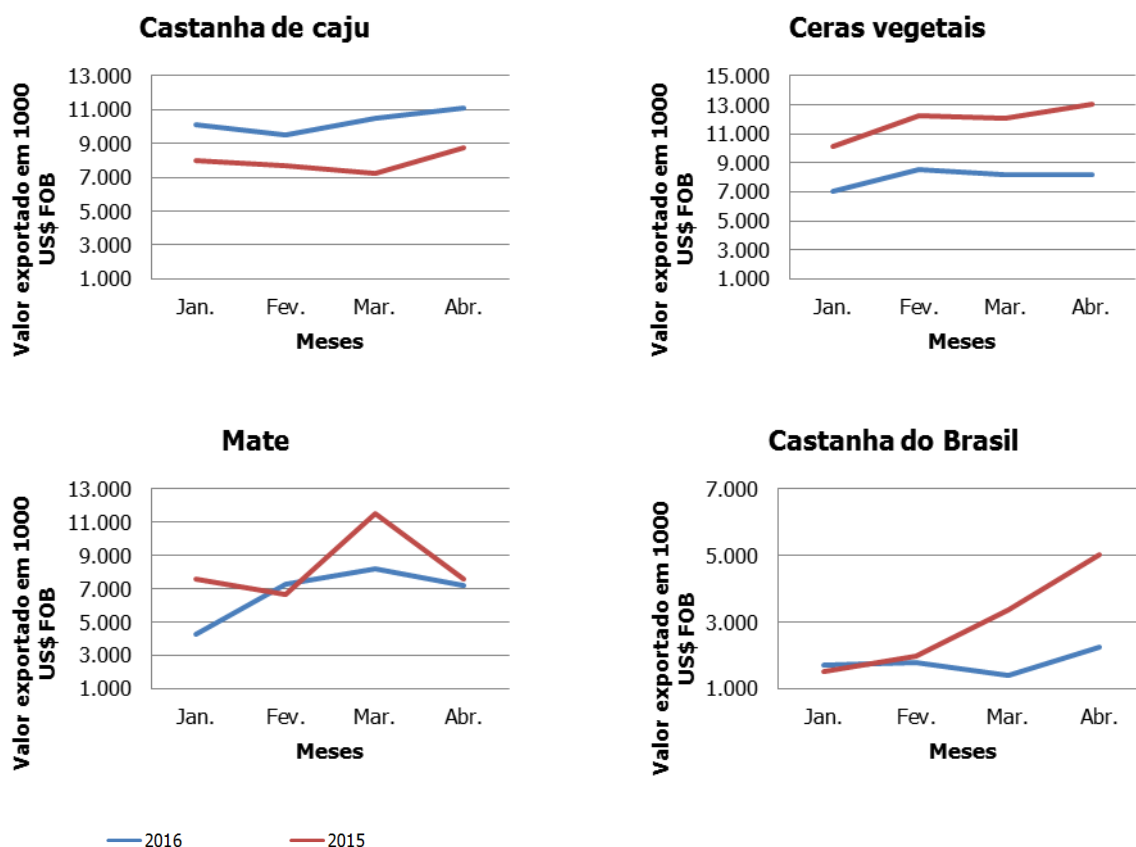 Castanha de caju
Valor exportado em 1000
US$ FOB
13.000
11.000
9.000
7.000
5.000
3.000
1.000
Jan.
Fev.
Mar.
Abr.
Meses
Ceras vegetais
Valor exportado em 1000
US$ FOB
15.000
13.000
11.000
9.000
7.000
5.000
3.000
1.000
Jan.
Fev.
Mar.
Abr.
Meses
Mate
Valor exportado em 1000
US$ FOB
13.000
11.000
9.000
7.000
5.000
3.000
1.000
Jan.
Fev.
Mar.
Abr.
Meses
Castanha do Brasil
Valor exportado em 1000
US$ FOB
7.000
5.000
3.000
1.000
Jan.
Fev.
Mar.
Abr.
Meses
2016
2015